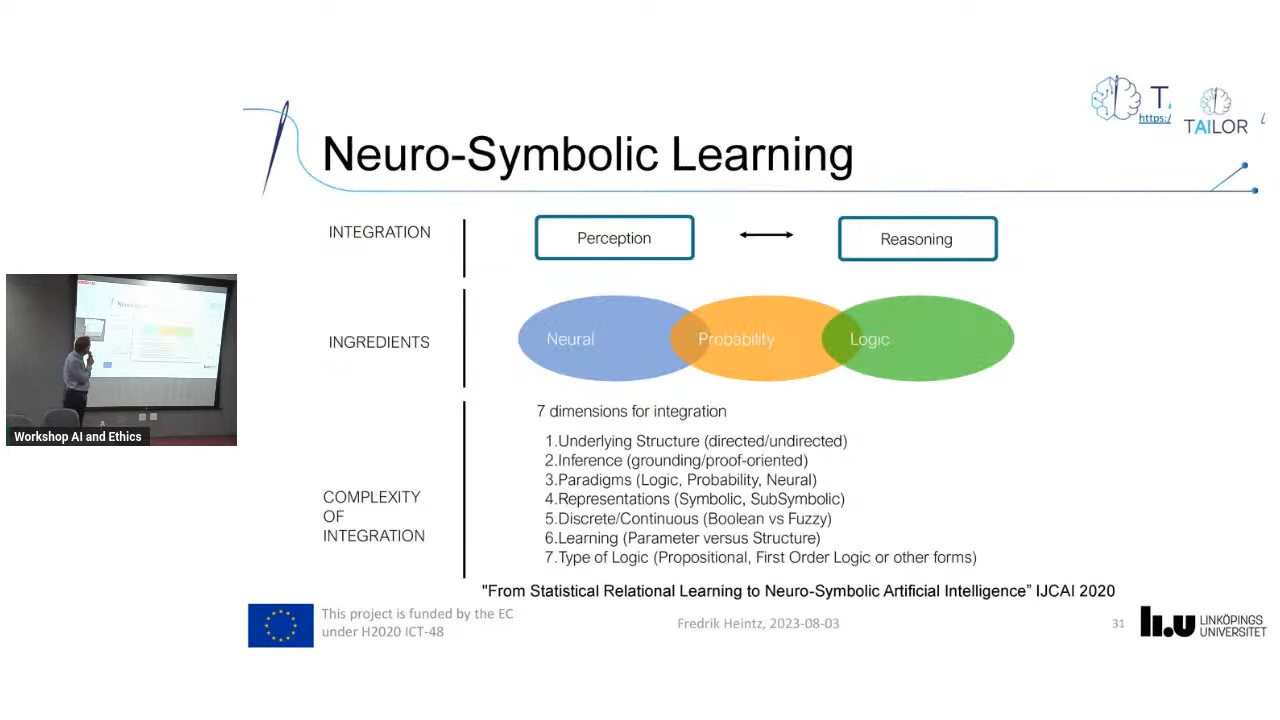 T
https:/
TAILOR
Neuro-Symbolic Learning
INTEGRATION
Perception
Reasoning
INGREDIENTS
Neural
Probability
Logic
7 dimensions for integration
1.Underlying Structure (directed/undirected)
2.Inference (grounding/proof-oriented)
3.Paradigms (Logic, Probability, Neural)
4.Representations (Symbolic, SubSymbolic)
5.Discrete/Continuous (Boolean vs Fuzzy)
6.Learning (Parameter versus Structure)
7.Type of Logic (Propositional, First Order Logic or other forms)
COMPLEXITY
OF
INTEGRATION
"From Statistical Relational Learning to Neuro-Symbolic Artificial Intelligence” IJCAI 2020
Workshop AI and Ethics
This project is funded by the EC
under H2020 ICT-48
Fredrik Heintz, 2023-08-03
31
li.u LINKÖPINGS
UNIVERSITET